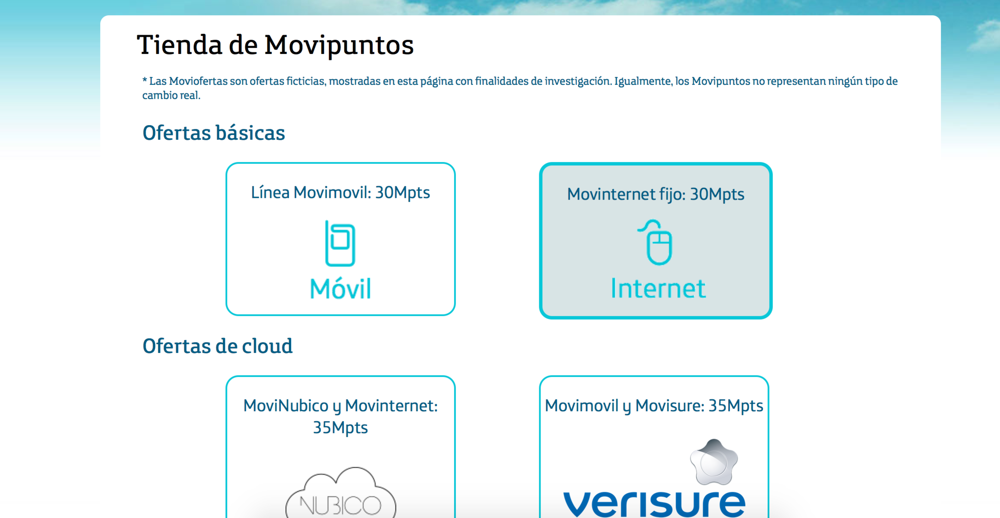 Tienda de Movipuntos
* Las Moviofertas son ofertas ficticias, mostradas en esta página con finalidades de investigación. Igualmente, los Movipuntos no representan ningún tipo de
cambio real.
Ofertas básicas
Línea Movimovil: 30Mpts
Móvil
Movinternet fijo: 30Mpts
Internet
Ofertas de cloud
MoviNubico y Movinternet:
35Mpts
NUBICO
Movimovil y Movisure: 35Mpts
verisure